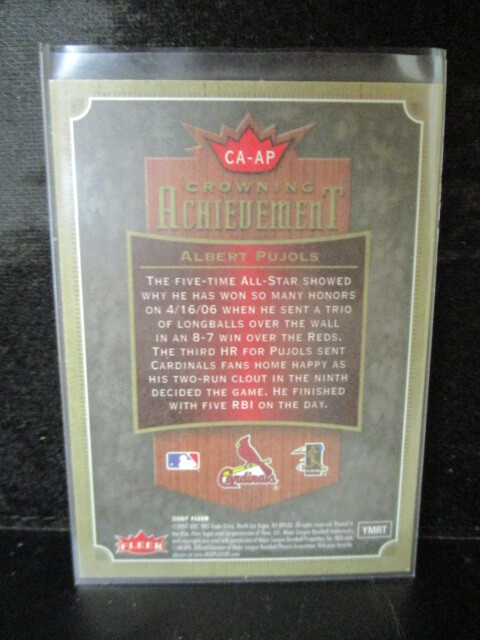 CA-AP
CROWNING
ACHIEVEMENT
ALBERT PUJOLS
THE FIVE-TIME ALL-STAR SHOWED
WHY HE HAS WON SO MANY HONORS
ON 4/16/06 WHEN HE SENT A TRIO
OF LONGBALLS OVER THE WALL
IN AN 8-7 WIN OVER THE REDS.
THE THIRD HR FOR PUJOLS SENT
CARDINALS FANS HOME HAPPY AS
HIS TWO-RUN CLOUT IN THE NINTH
DECIDED THE GAME. HE FINISHED
WITH FIVE RBI ON THE DAY.
Cardinals
2007 FLEER
FLEER
YMRT